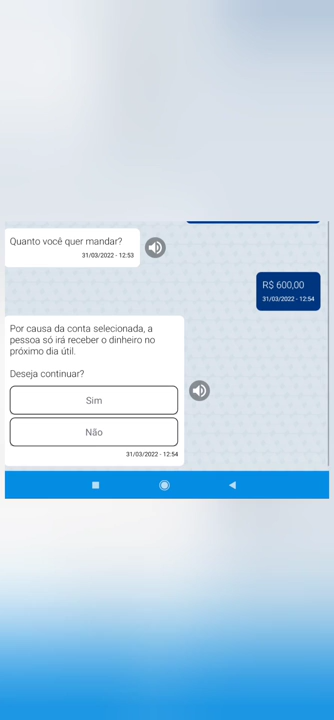 Quanto você quer mandar?
31/03/2022 - 12:53
R$ 600,00
31/03/2022 - 12:54
Por causa da conta selecionada, a
pessoa só irá receber o dinheiro no
próximo dia útil.
Deseja continuar?
Sim
Não
31/03/2022 - 12:54